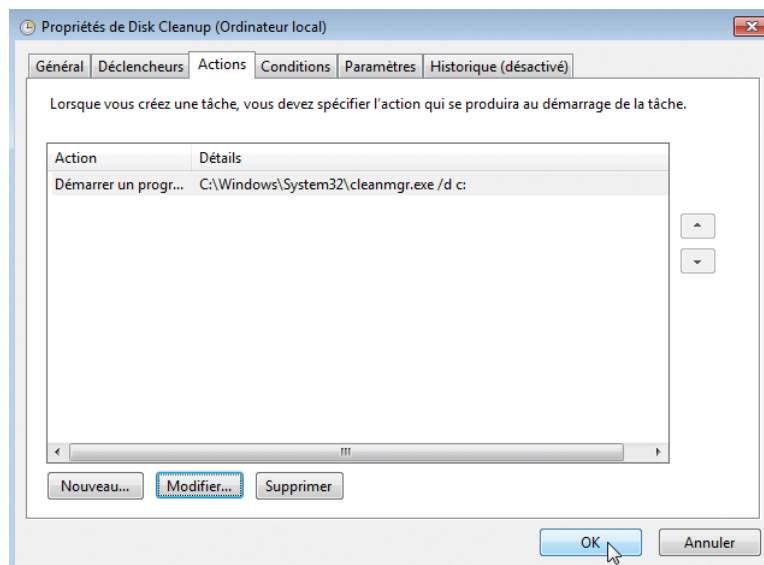 Propriétés de Disk Cleanup (Ordinateur local)
Général Déclencheurs Actions Conditions Paramètres Historique (désactivé)
Lorsque vous créez une tâche, vous devez spécifier l'action qui se produira au démarrage de la tâche.
Action Détails
Démarrer un progr... C:\Windows\System32\cleanmgr.exe /d c:
Nouveau... Modifier... Supprimer
OK Annuler